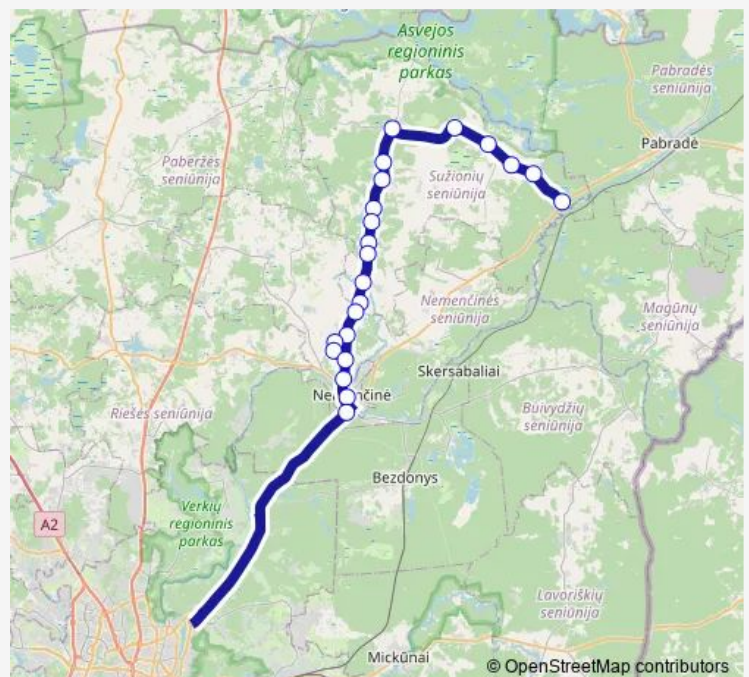 Asvejos
regioninis
parkas
Pabradės
seniūnija
Pabradė
Paberžės
seniūnija
Sužionių
seniūnija
Nemenčinės
seniūnija
Magūnų
seniūnija
Skersabaliai
Nemenčinė
Riešės seniūnija
Buivydžių
seniūnija
Bezdonys
Verkių
regioninis
parkas
A2
Lavoriškių
seniūnija
Mickūnai
© OpenStreetMap contributors